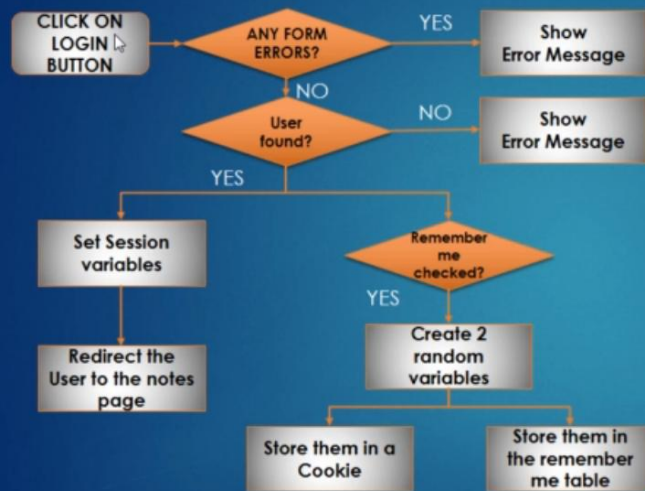 CLICK ON
LOGIN
BUTTON
ANY FORM
ERRORS?
YES
Show
Error Message
NO
User
found?
NO
Show
Error Message
YES
Set Session
variables
Remember
me
checked?
YES
Redirect the
User to the notes
page
Create 2
random
variables
Store them in a
Cookie
Store them in
the remember
me table